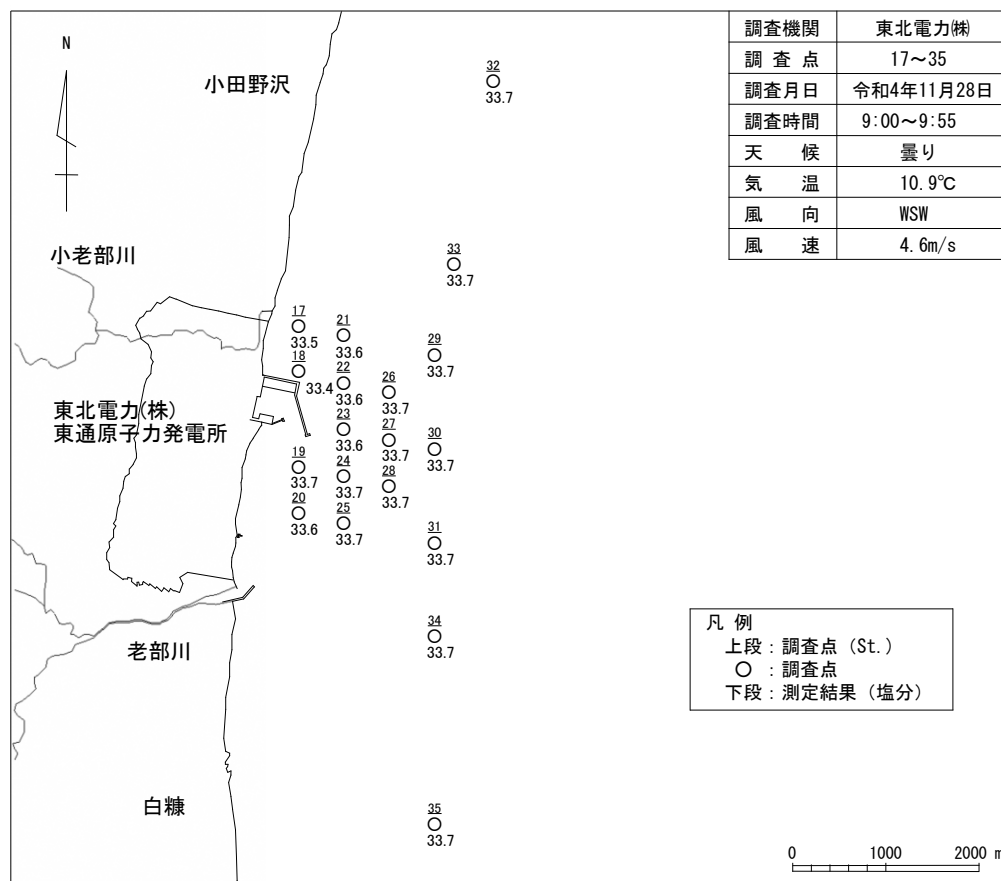 調査機関 東北電力㈱
調査点 17～35
調査月日 令和4年11月28日
調査時間 9:00～9:55
天候 曇り
気温 10.9℃
風向 WSW
風速 4.6m/s
N
小田野沢
32
33.7
小老部川
33
33.7
17
33.5
21
33.6
29
33.7
18
33.4
22
33.6
26
33.7
東北電力(株)
東通原子力発電所
23
33.6
27
33.7
30
33.7
19
33.7
24
33.7
28
33.7
20
33.6
25
33.7
31
33.7
34
33.7
老部川
凡 例
上段：調査点（St.）
○ ：調査点
下段：測定結果（塩分）
白糠
35
33.7
0 1000 2000 m